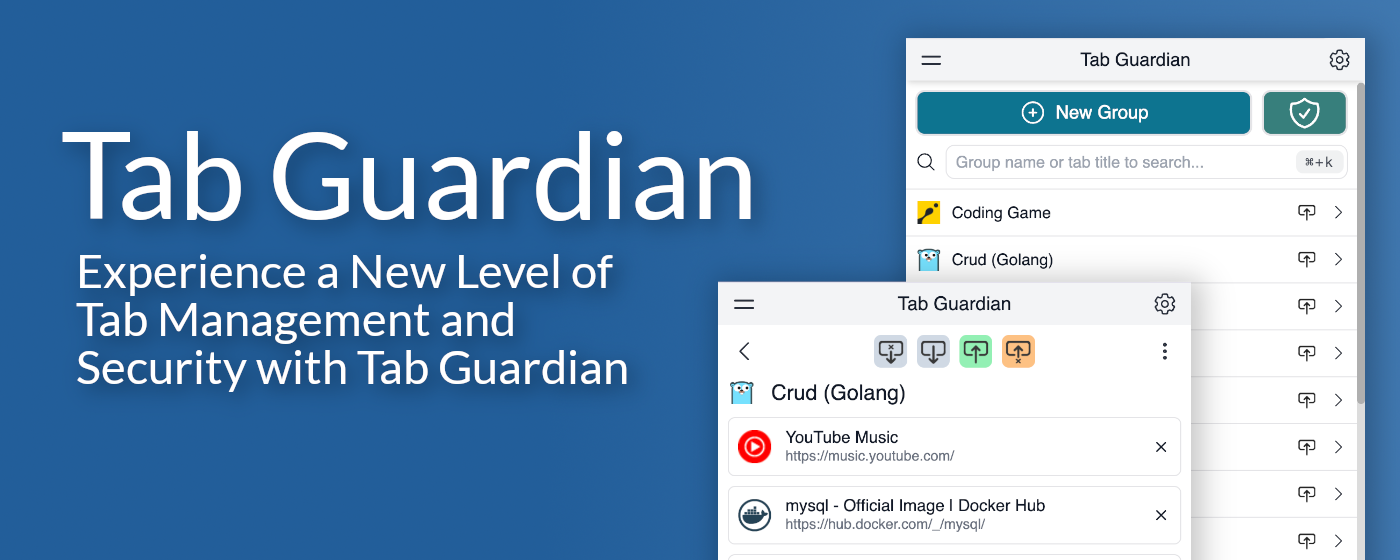 Tab Guardian
Experience a New Level of
Tab Management and
Security with Tab Guardian
Tab Guardian
New Group
Group name or tab title to search...
⌘+k
Coding Game
Crud (Golang)
Tab Guardian
Crud (Golang)
YouTube Music
https://music.youtube.com/
mysql - Official Image | Docker Hub
https://hub.docker.com/_/mysql/